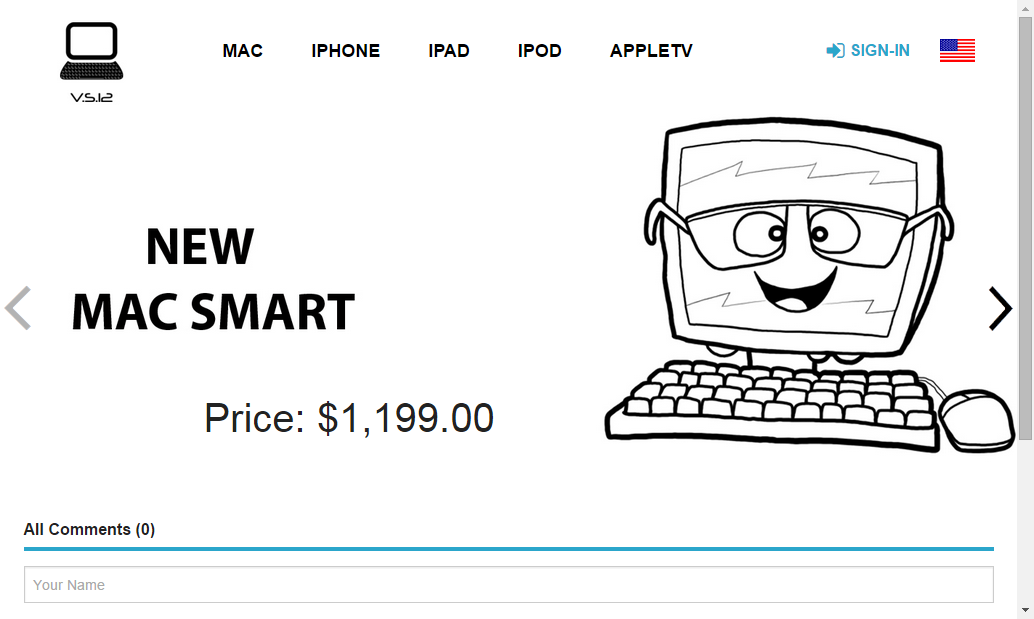 V.S.12
MAC IPHONE IPAD IPOD APPLETV SIGN-IN
NEW
MAC SMART
Price: $1,199.00
All Comments (0)
Your Name